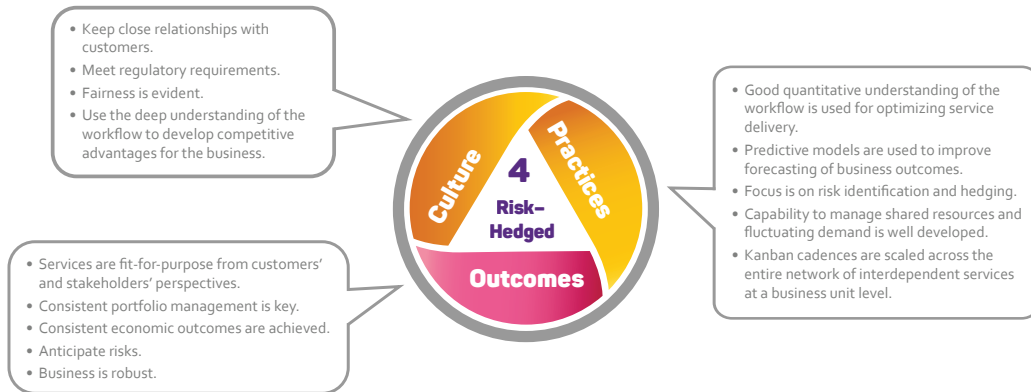 • Keep close relationships with
customers.
• Meet regulatory requirements.
• Fairness is evident.
• Use the deep understanding of the
workflow to develop competitive
advantages for the business.
Culture
Practices
4
Risk–
Hedged
Outcomes
• Good quantitative understanding of the
workflow is used for optimizing service
delivery.
• Predictive models are used to improve
forecasting of business outcomes.
• Focus is on risk identification and hedging.
• Capability to manage shared resources and
fluctuating demand is well developed.
• Kanban cadences are scaled across the
entire network of interdependent services
at a business unit level.
• Services are fit-for-purpose from customers’
and stakeholders’ perspectives.
• Consistent portfolio management is key.
• Consistent economic outcomes are achieved.
• Anticipate risks.
• Business is robust.